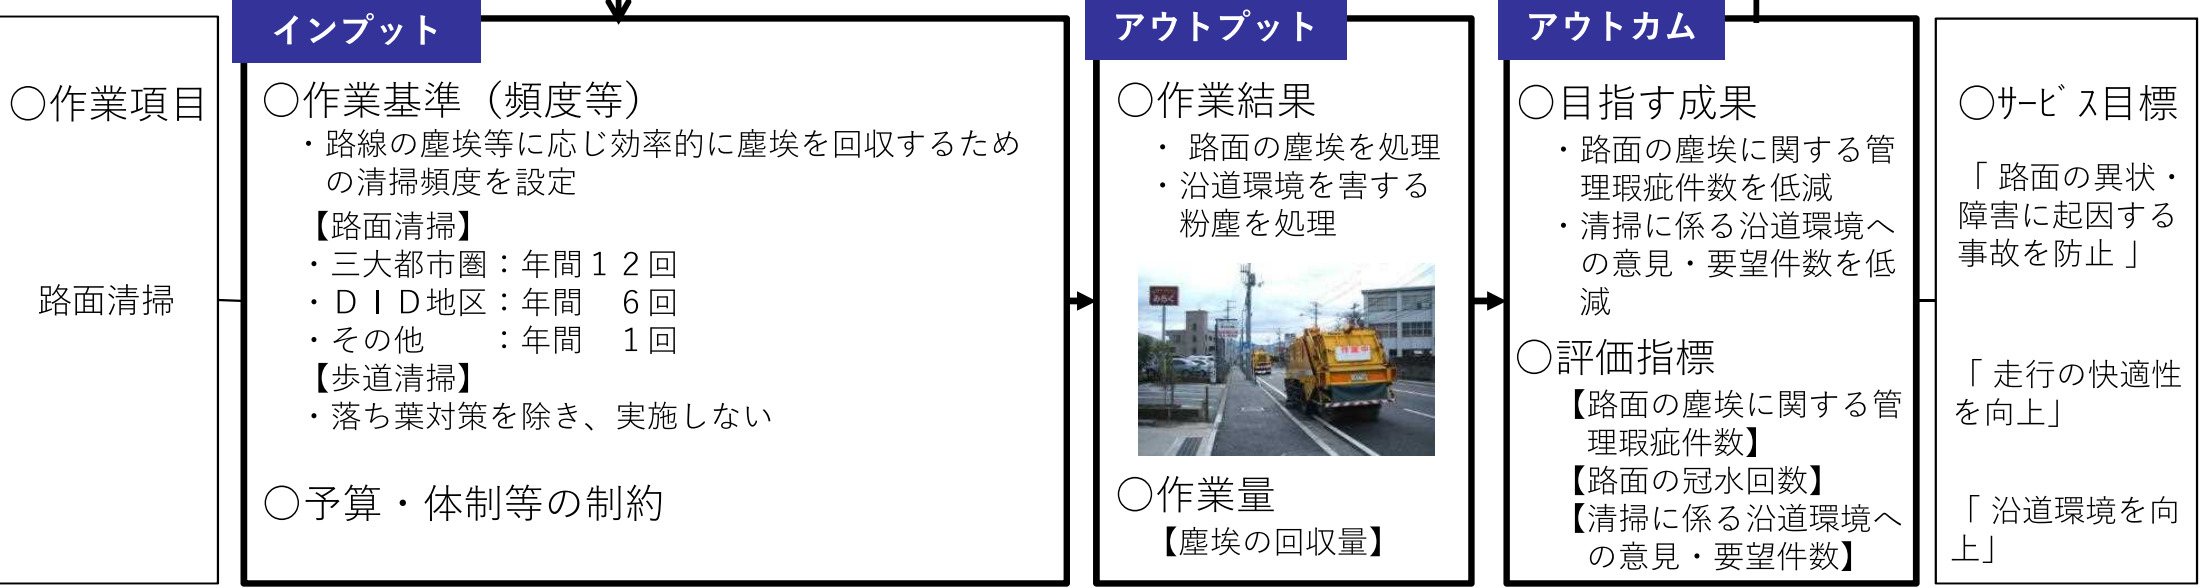 ○作業項目
路面清掃
インプット
○作業基準（頻度等）
・路線の塵埃等に応じ効率的に塵埃を回収するため
の清掃頻度を設定
【路面清掃】
・三大都市圏：年間１２回
・ＤＩＤ地区：年間　６回
・その他　　：年間　１回
【歩道清掃】
・落ち葉対策を除き、実施しない
○予算・体制等の制約
アウトプット
○作業結果
・ 路面の塵埃を処理
・沿道環境を害する
粉塵を処理
作業中
○作業量
【塵埃の回収量】
アウトカム
○目指す成果
・路面の塵埃に関する管
理瑕疵件数を低減
・清掃に係る沿道環境へ
の意見・要望件数を低
減
○評価指標
【路面の塵埃に関する管
理瑕疵件数】
【路面の冠水回数】
【清掃に係る沿道環境へ
の意見・要望件数】
○ｻｰﾋﾞｽ目標
「 路面の異状・
障害に起因する
事故を防止 」
「 走行の快適性
を向上」
「 沿道環境を向
上」